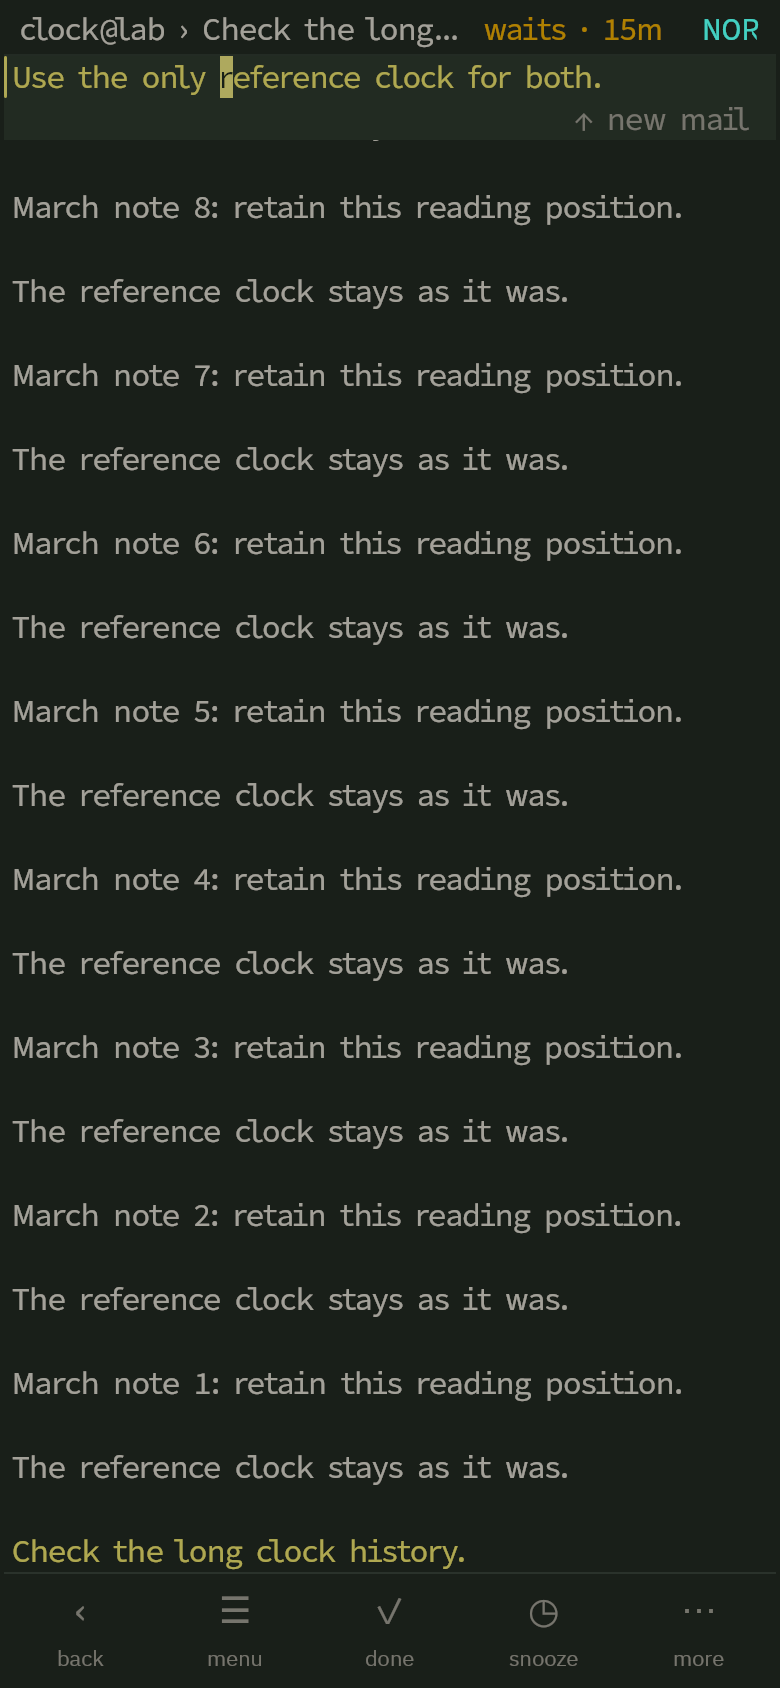 clock@lab › Check the long… waits · 15m NOR
Use the only reference clock for both.
↑ new mail
March note 8: retain this reading position.
The reference clock stays as it was.
March note 7: retain this reading position.
The reference clock stays as it was.
March note 6: retain this reading position.
The reference clock stays as it was.
March note 5: retain this reading position.
The reference clock stays as it was.
March note 4: retain this reading position.
The reference clock stays as it was.
March note 3: retain this reading position.
The reference clock stays as it was.
March note 2: retain this reading position.
The reference clock stays as it was.
March note 1: retain this reading position.
The reference clock stays as it was.
Check the long clock history.
back menu done snooze more